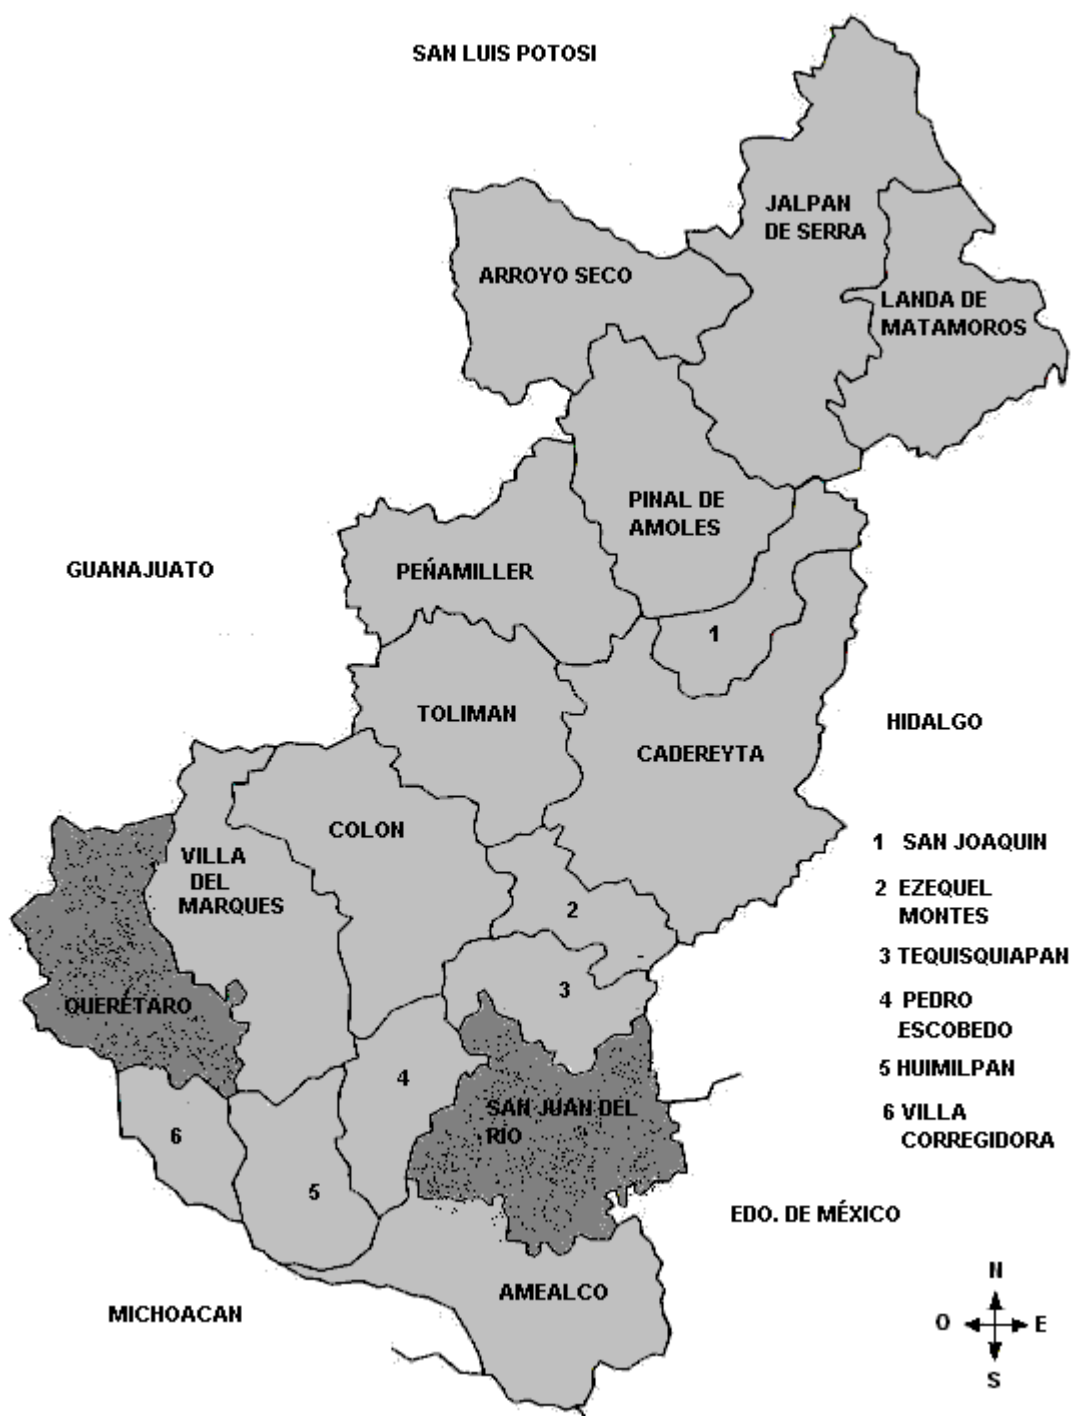 SAN LUIS POTOSI
JALPAN
DE SERRA
ARROYO SECO
LANDA DE
MATAMOROS
PINAL DE
AMOLES
GUANAJUATO
PEÑAMILLER
1
TOLIMAN
HIDALGO
CADEREYTA
COLON
VILLA
DEL
MARQUES
2
3
QUERÉTARO
4
SAN JUAN DEL
RÍO
6
5
1 SAN JOAQUIN
2 EZEQUEL
MONTES
3 TEQUISQUIAPAN
4 PEDRO
ESCOBEDO
5 HUIMILPAN
6 VILLA
CORREGIDORA
EDO. DE MÉXICO
AMEALCO
MICHOACAN
N
O E
S